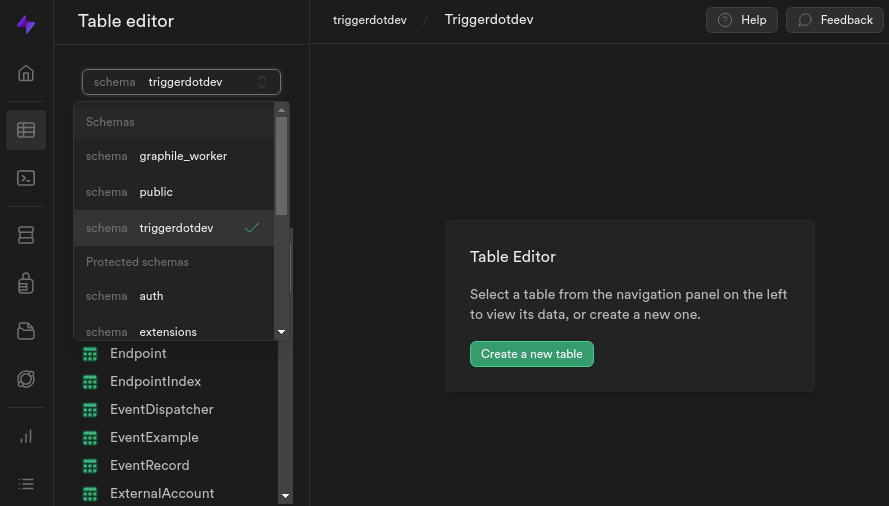 Table editor
triggerdotdev / Triggerdotdev
Help
Feedback
schema triggerdotdev
Schemas
schema graphile_worker
schema public
schema triggerdotdev
Protected schemas
schema auth
schema extensions
Endpoint
EndpointIndex
EventDispatcher
EventExample
EventRecord
ExternalAccount
Table Editor
Select a table from the navigation panel on the left
to view its data, or create a new one.
Create a new table